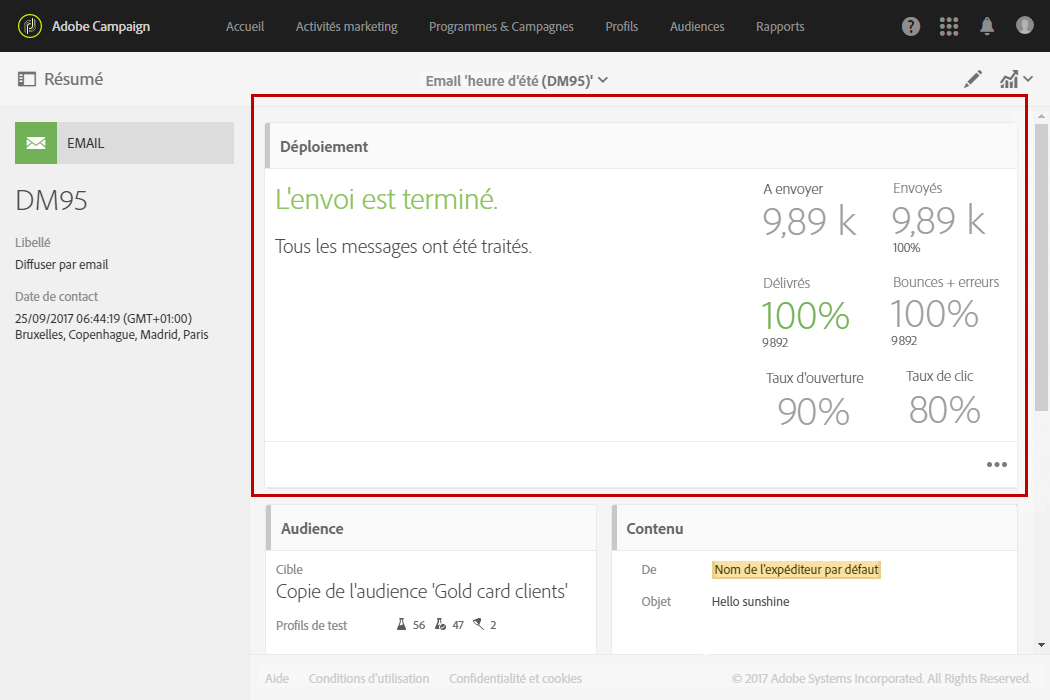 Adobe Campaign
Accueil
Activités marketing
Programmes & Campagnes
Profils
Audiences
Rapports
Résumé
Email 'heure d'été (DM95)'
EMAIL
DM95
Libellé
Diffuser par email
Date de contact
25/09/2017 06:44:19 (GMT+01:00)
Bruxelles, Copenhague, Madrid, Paris
Déploiement
L'envoi est terminé.
Tous les messages ont été traités.
A envoyer
9,89 k
Envoyés
9,89 k
100%
Délivrés
100%
9 892
Bounces + erreurs
100%
9 892
Taux d'ouverture
90%
Taux de clic
80%
Audience
Cible
Copie de l'audience 'Gold card clients'
Profils de test 56 47 2
Contenu
De Nom de l'expéditeur par défaut
Objet Hello sunshine
Aide Conditions d'utilisation Confidentialité et cookies © 2017 Adobe Systems Incorporated. All Rights Reserved.